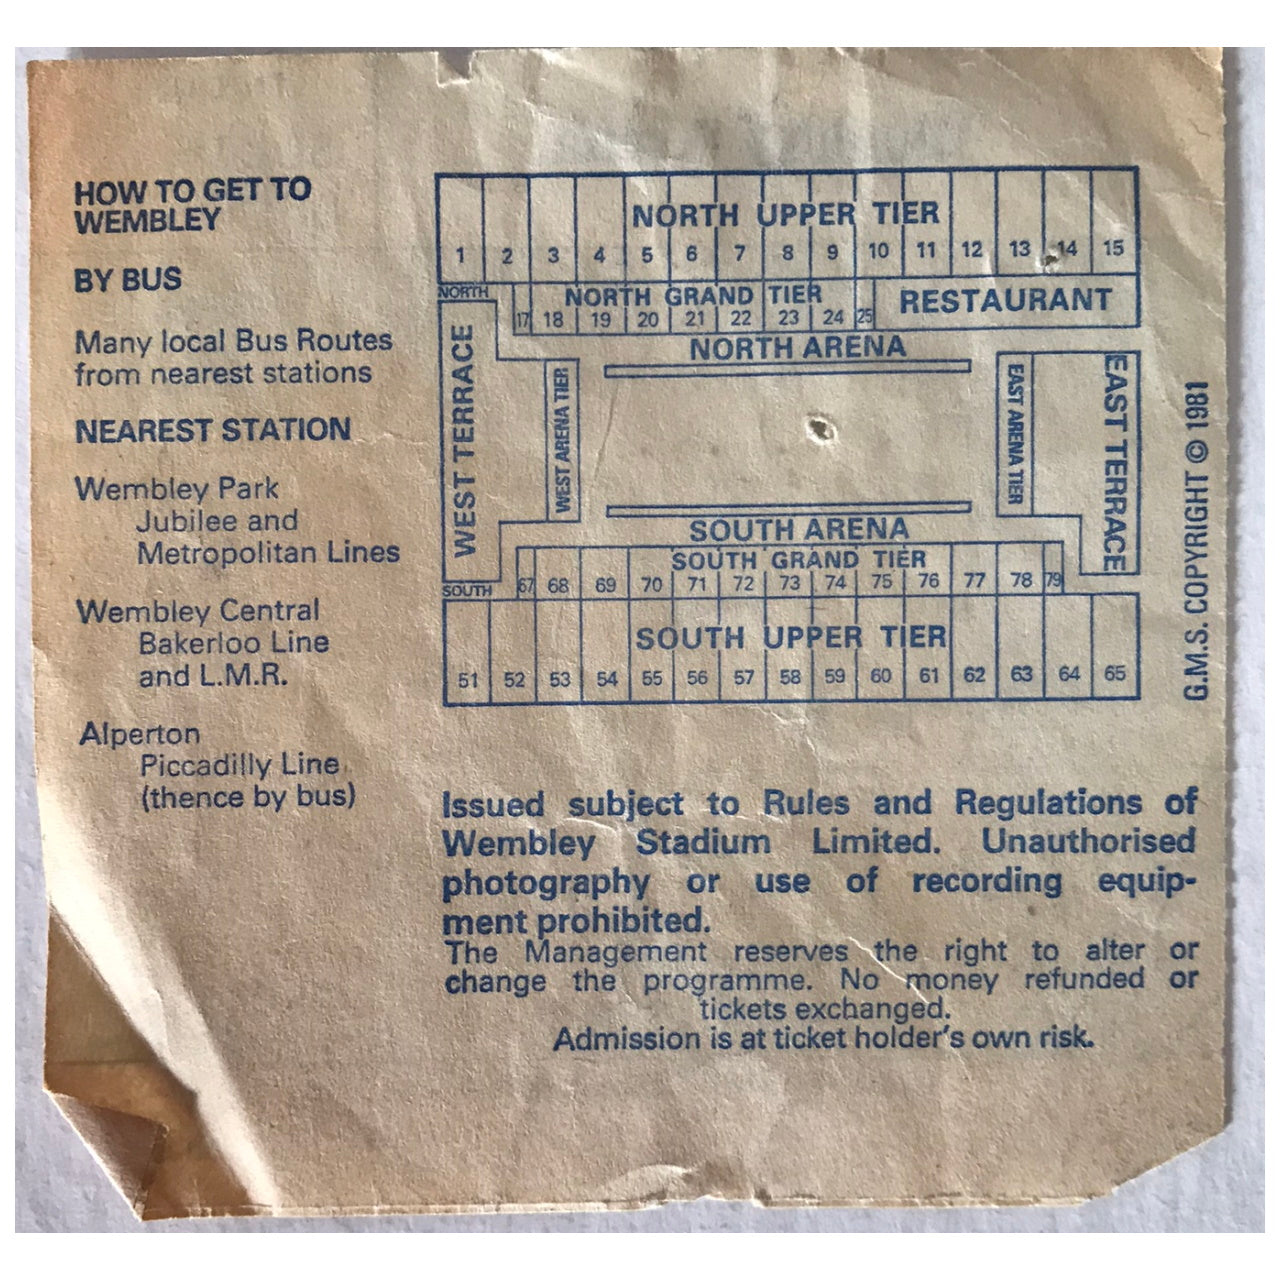 HOW TO GET TO
WEMBLEY
BY BUS
Many local Bus Routes
from nearest stations
NEAREST STATION
Wembley Park
Jubilee and
Metropolitan Lines
Wembley Central
Bakerloo Line
and L.M.R.
Alperton
Piccadilly Line
(thence by bus)
NORTH UPPER TIER
1 2 3 4 5 6 7 8 9 10 11 12 13 14 15
NORTH
NORTH GRAND TIER
RESTAURANT
17 18 19 20 21 22 23 24 25
NORTH ARENA
WEST TERRACE
WEST ARENA TIER
EAST ARENA TIER
EAST TERRACE
SOUTH ARENA
SOUTH GRAND TIER
SOUTH
67 68 69 70 71 72 73 74 75 76 77 78 79
SOUTH UPPER TIER
51 52 53 54 55 56 57 58 59 60 61 62 63 64 65
G.M.S. COPYRIGHT © 1981
Issued subject to Rules and Regulations of
Wembley Stadium Limited. Unauthorised
photography or use of recording equip-
ment prohibited.
The Management reserves the right to alter or
change the programme. No money refunded or
tickets exchanged.
Admission is at ticket holder's own risk.